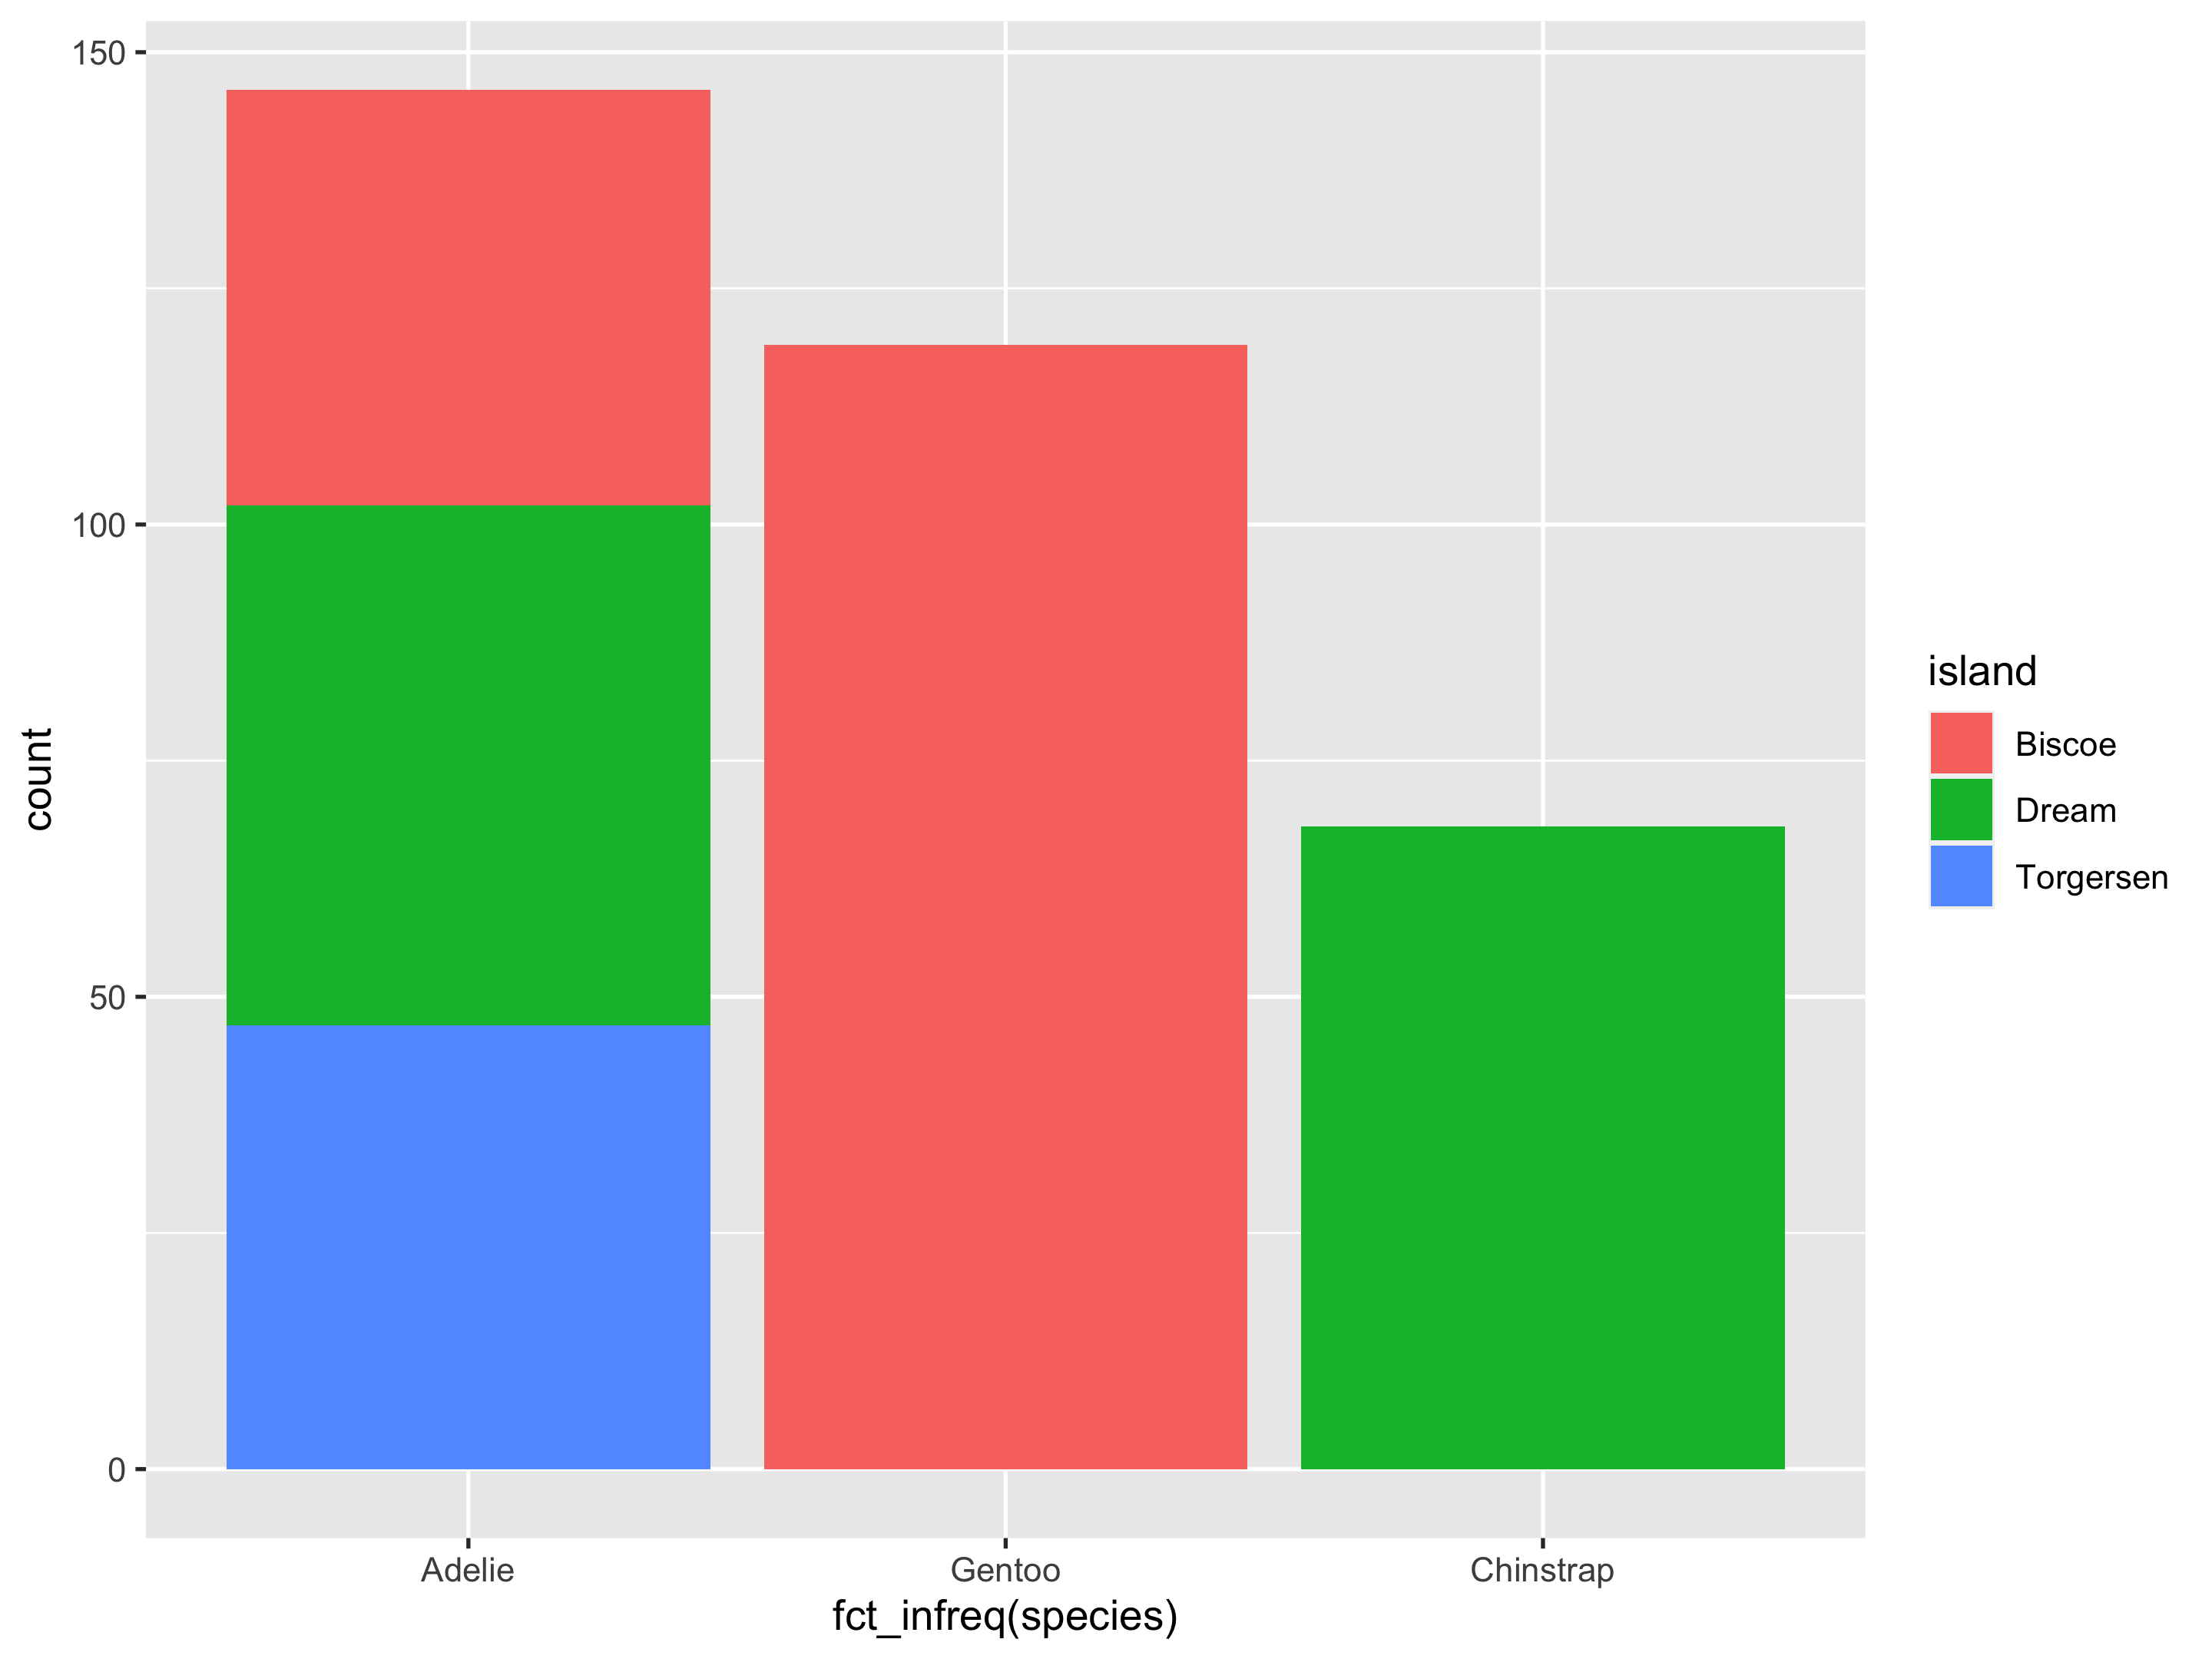 150
100
50
0
count
Adelie
Gentoo
Chinstrap
fct_infreq(species)
island
Biscoe
Dream
Torgersen